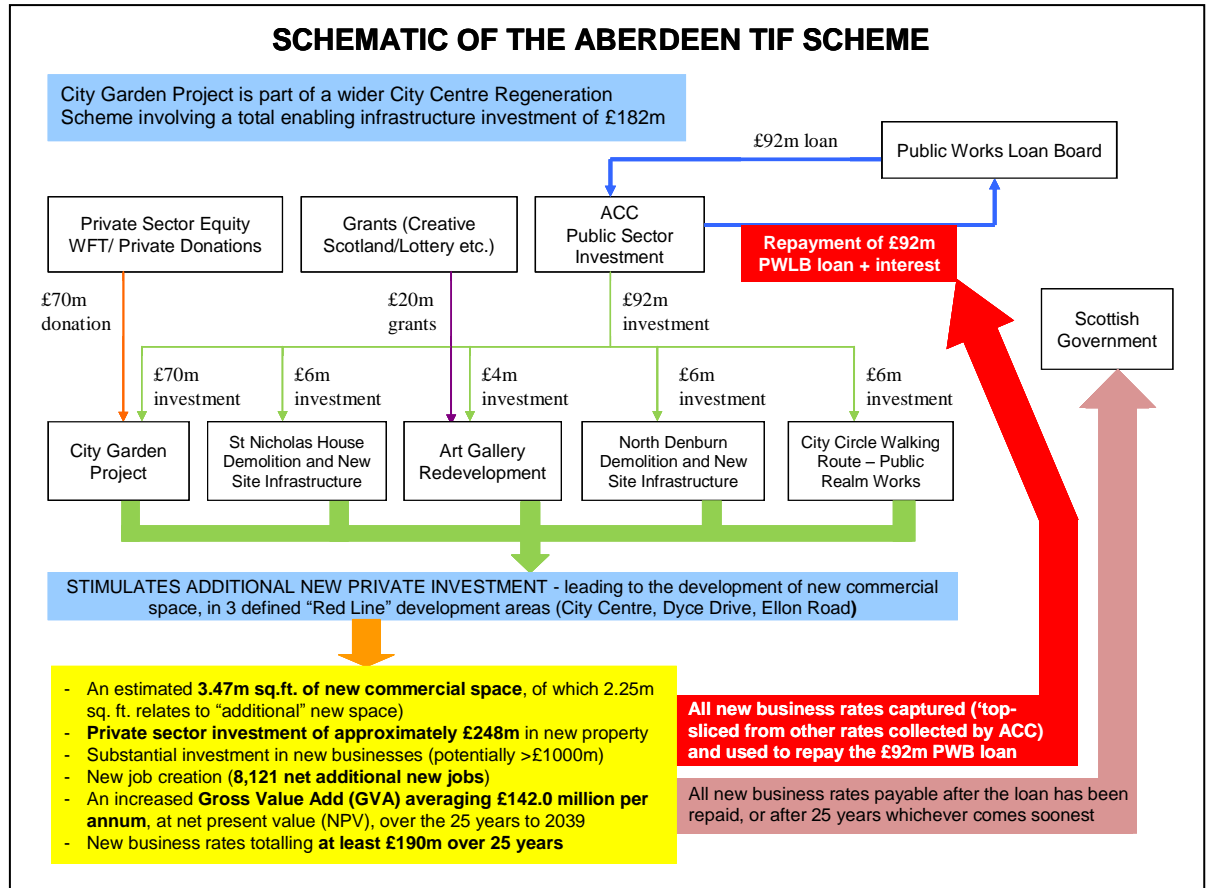 SCHEMATIC OF THE ABERDEEN TIF SCHEME
City Garden Project is part of a wider City Centre Regeneration
Scheme involving a total enabling infrastructure investment of £182m
£92m loan
Public Works Loan Board
Private Sector Equity
WFT/ Private Donations
Grants (Creative
Scotland/Lottery etc.)
ACC
Public Sector
Investment
Repayment of £92m
PWLB loan + interest
£70m
donation
£20m
grants
£92m
investment
Scottish
Government
£70m
investment
£6m
investment
£4m
investment
£6m
investment
£6m
investment
City Garden
Project
St Nicholas House
Demolition and New
Site Infrastructure
Art Gallery
Redevelopment
North Denburn
Demolition and New
Site Infrastructure
City Circle Walking
Route – Public
Realm Works
STIMULATES ADDITIONAL NEW PRIVATE INVESTMENT - leading to the development of new commercial
space, in 3 defined “Red Line” development areas (City Centre, Dyce Drive, Ellon Road)
- An estimated 3.47m sq.ft. of new commercial space, of which 2.25m
sq. ft. relates to “additional” new space)
- Private sector investment of approximately £248m in new property
- Substantial investment in new businesses (potentially >£1000m)
- New job creation (8,121 net additional new jobs)
- An increased Gross Value Add (GVA) averaging £142.0 million per
annum, at net present value (NPV), over the 25 years to 2039
- New business rates totalling at least £190m over 25 years
All new business rates captured (‘top-
sliced from other rates collected by ACC)
and used to repay the £92m PWB loan
All new business rates payable after the loan has been
repaid, or after 25 years whichever comes soonest